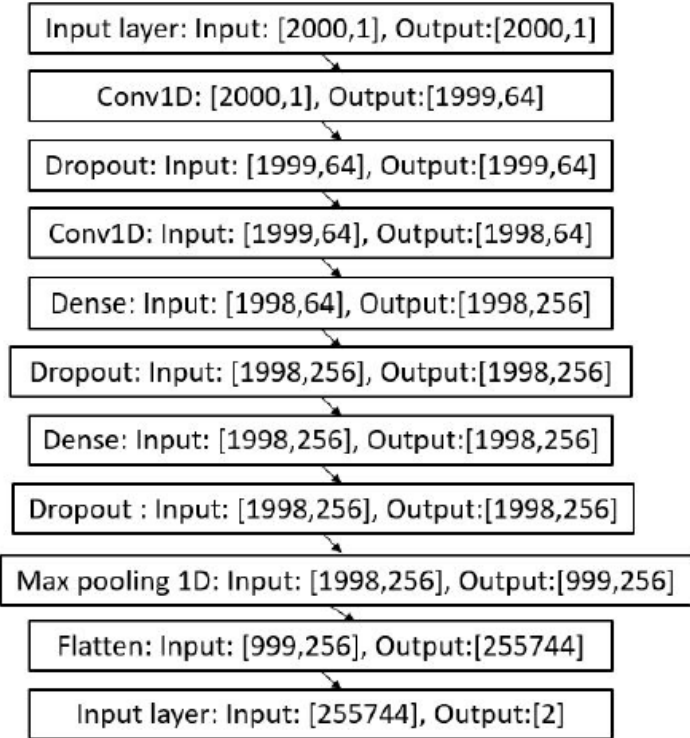 Input layer: Input: [2000,1], Output:[2000,1]
Conv1D: [2000,1], Output:[1999,64]
Dropout: Input: [1999,64], Output:[1999,64]
Conv1D: Input: [1999,64], Output:[1998,64]
Dense: Input: [1998,64], Output:[1998,256]
Dropout: Input: [1998,256], Output:[1998,256]
Dense: Input: [1998,256], Output:[1998,256]
Dropout : Input: [1998,256], Output:[1998,256]
Max pooling 1D: Input: [1998,256], Output:[999,256]
Flatten: Input: [999,256], Output:[255744]
Input layer: Input: [255744], Output:[2]